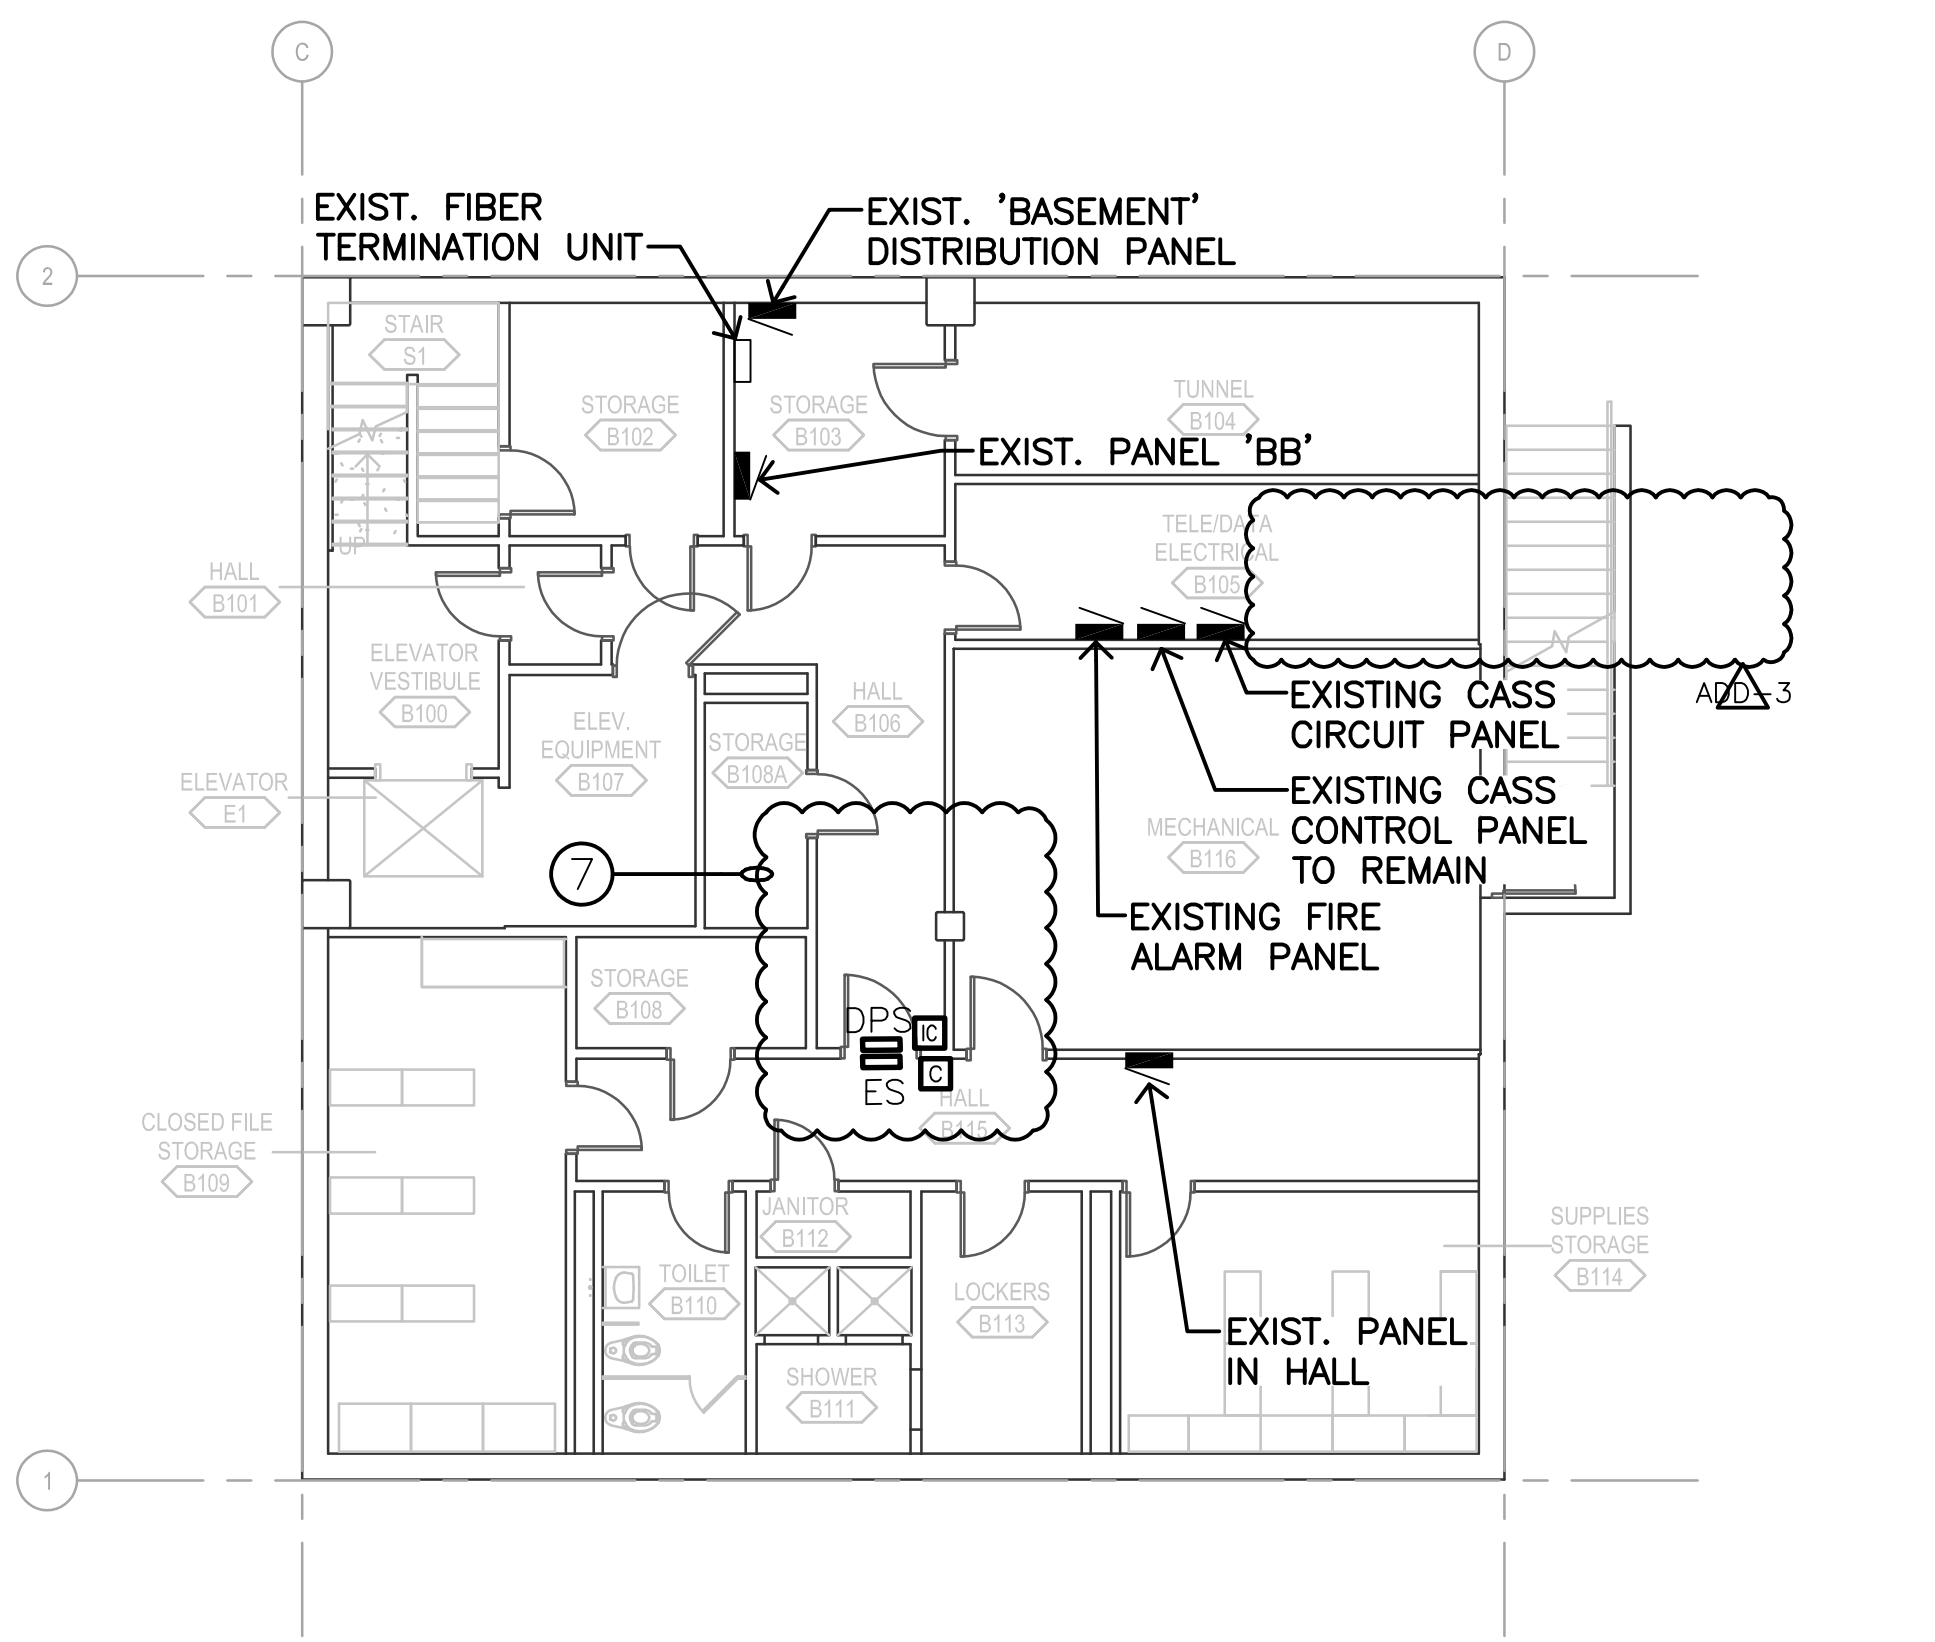 C
D
EXIST. FIBER
TERMINATION UNIT
EXIST. 'BASEMENT'
DISTRIBUTION PANEL
2
STAIR
S1
STORAGE
B102
STORAGE
B103
TUNNEL
B104
EXIST. PANEL 'BB'
UP
TELE/DATA
ELECTRICAL
B105
HALL
B101
ELEVATOR
VESTIBULE
B100
ELEV.
EQUIPMENT
B107
STORAGE
B108A
HALL
B106
EXISTING CASS
CIRCUIT PANEL
ADD-3
ELEVATOR
E1
EXISTING CASS
CONTROL PANEL
TO REMAIN
MECHANICAL
B116
7
EXISTING FIRE
ALARM PANEL
STORAGE
B108
DPS
IC
C
ES
HALL
B115
CLOSED FILE
STORAGE
B109
JANITOR
B112
TOILET
B110
LOCKERS
B113
SUPPLIES
STORAGE
B114
EXIST. PANEL
IN HALL
SHOWER
B111
1